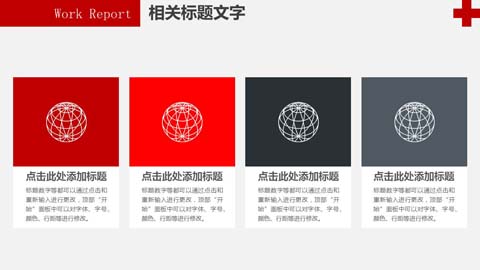 Work Report
相关标题文字
点击此处添加标题
标题数字等都可以通过点击和
重新输入进行更改，顶部“开
始”面板中可以对字体、字号、
颜色、行距等进行修改。
点击此处添加标题
标题数字等都可以通过点击和
重新输入进行更改，顶部“开
始”面板中可以对字体、字号、
颜色、行距等进行修改。
点击此处添加标题
标题数字等都可以通过点击和
重新输入进行更改，顶部“开
始”面板中可以对字体、字号、
颜色、行距等进行修改。
点击此处添加标题
标题数字等都可以通过点击和
重新输入进行更改，顶部“开
始”面板中可以对字体、字号、
颜色、行距等进行修改。